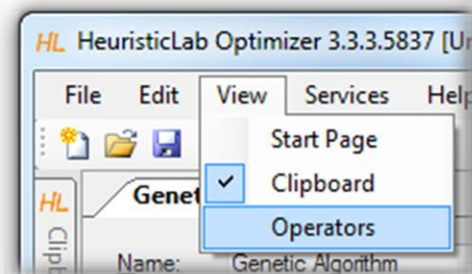 HL HeuristicLab Optimizer 3.3.3.5837
File Edit View Services Help
Start Page
HL Clipboard
Operators
Name: Genetic Algorithm